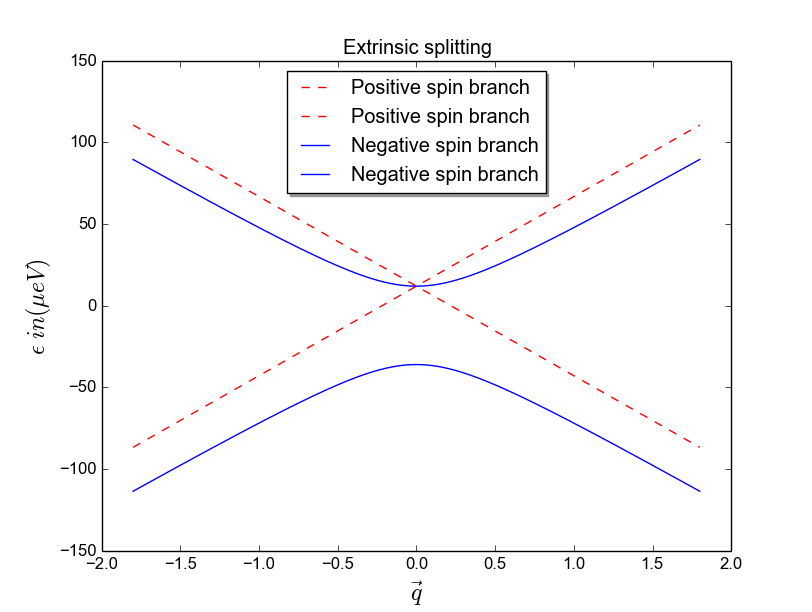 Extrinsic splitting
150
100
50
0
−50
−100
−150
ϵ in(μeV)
Positive spin branch
Positive spin branch
Negative spin branch
Negative spin branch
−2.0 −1.5 −1.0 −0.5 0.0 0.5 1.0 1.5 2.0
q⃗